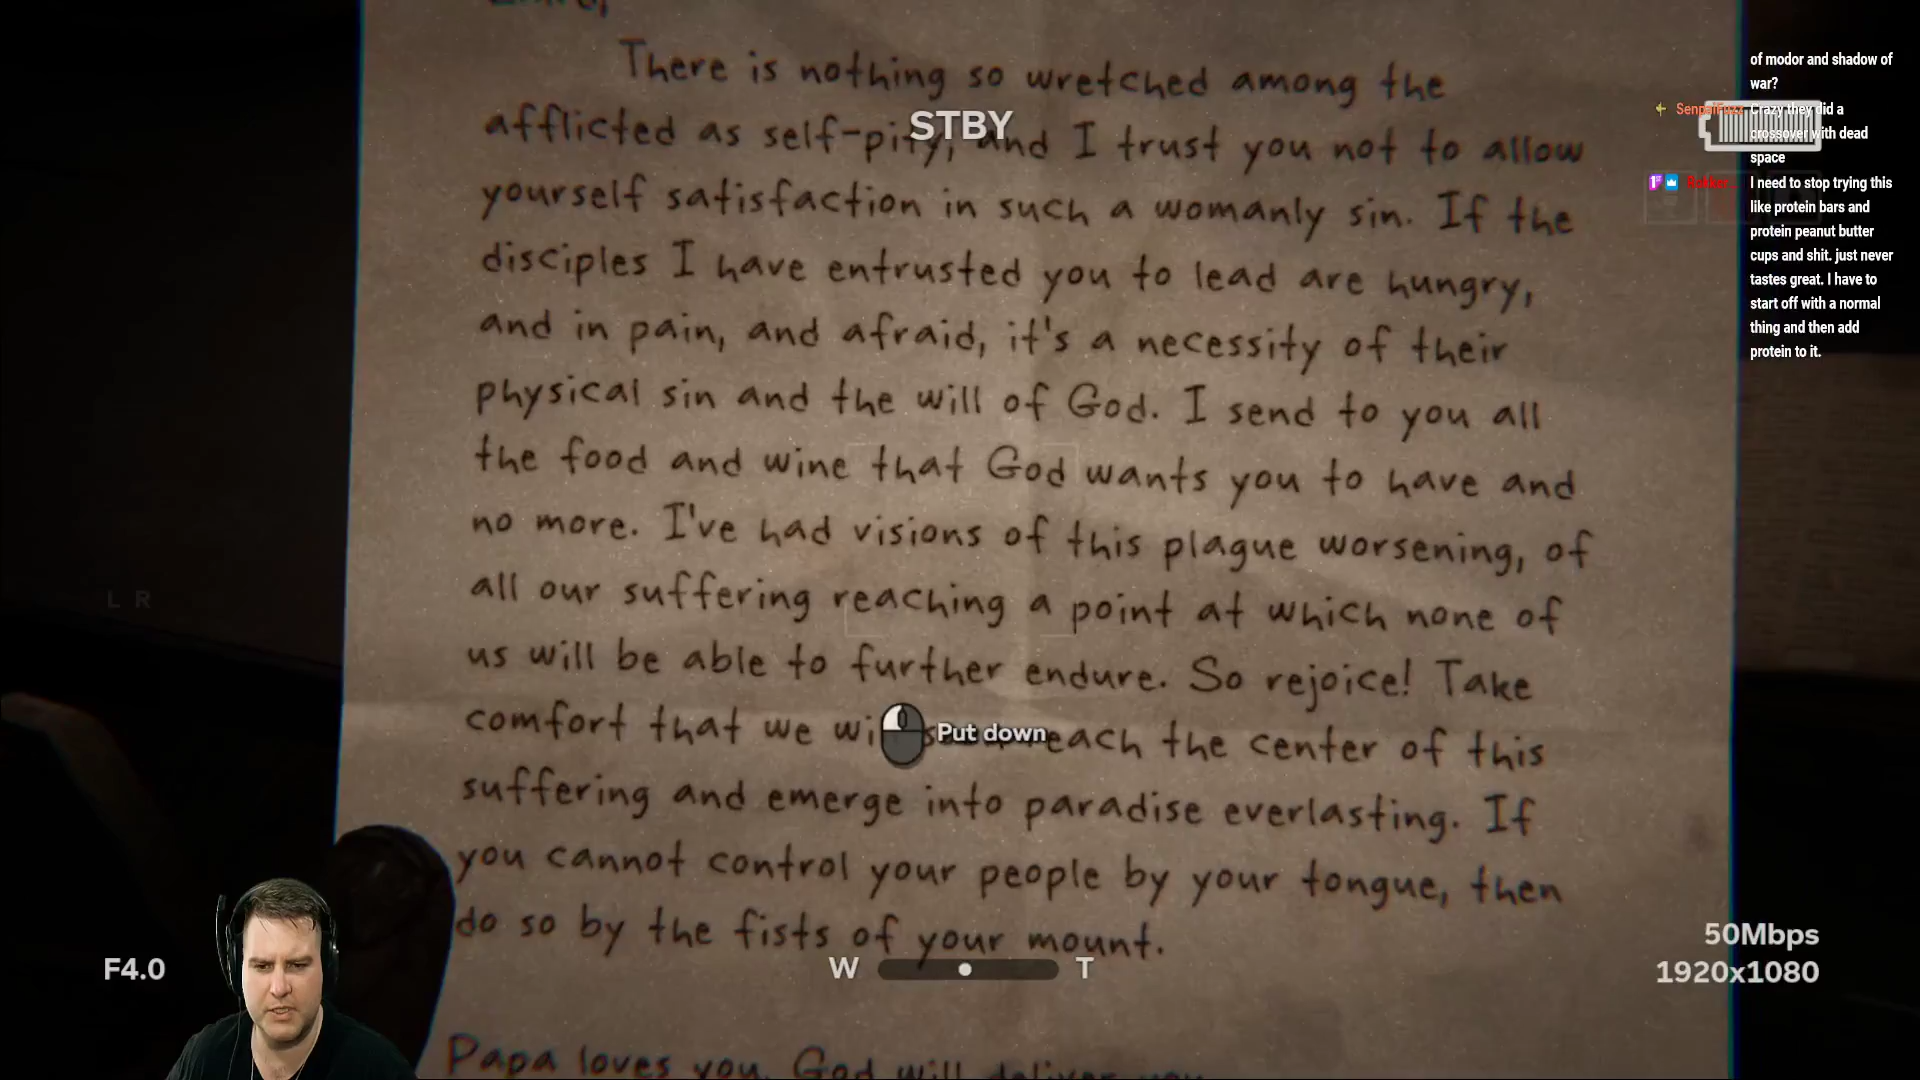 There is nothing so wretched among the
afflicted as self-pity, and I trust you not to allow
yourself satisfaction in such a womanly sin. If the
disciples I have entrusted you to lead are hungry,
and in pain, and afraid, it's a necessity of their
physical sin and the will of God. I send to you all
the food and wine that God wants you to have and
no more. I've had visions of this plague worsening, of
all our suffering reaching a point at which none of
us will be able to further endure. So rejoice! Take
comfort that we wi each the center of this
suffering and emerge into paradise everlasting. If
you cannot control your people by your tongue, then
do so by the fists of your mount.
Papa loves you. God will deliver you
STBY
Put down
L R
F4.0
W T
50Mbps
1920x1080
of modor and shadow of
war?
Crazy they did a
crossover with dead
space
I need to stop trying this
like protein bars and
protein peanut butter
cups and shit. just never
tastes great. I have to
start off with a normal
thing and then add
protein to it.